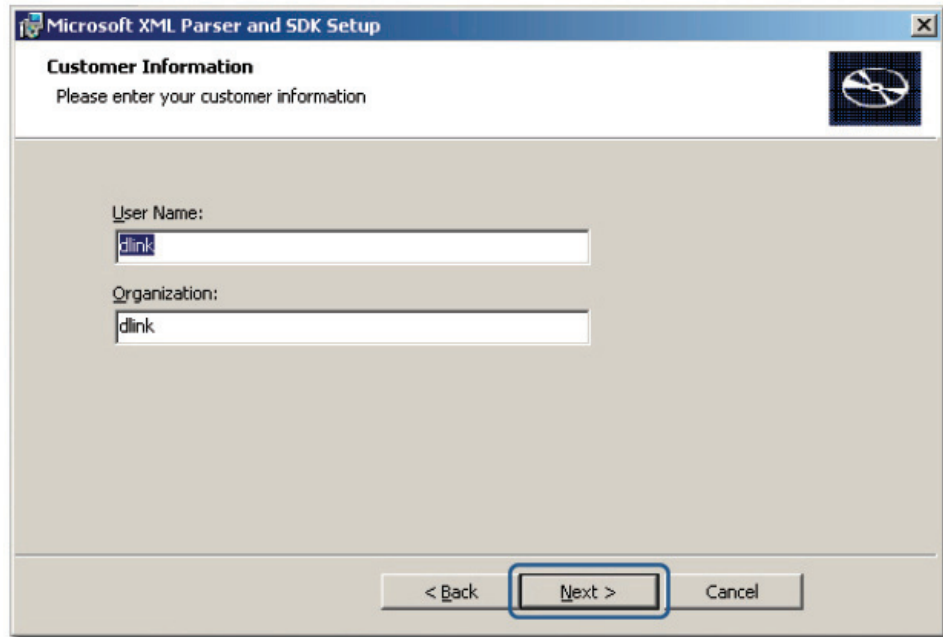 Microsoft XML Parser and SDK Setup
Customer Information
Please enter your customer information
User Name:
dlink
Organization:
dlink
< Back
Next >
Cancel